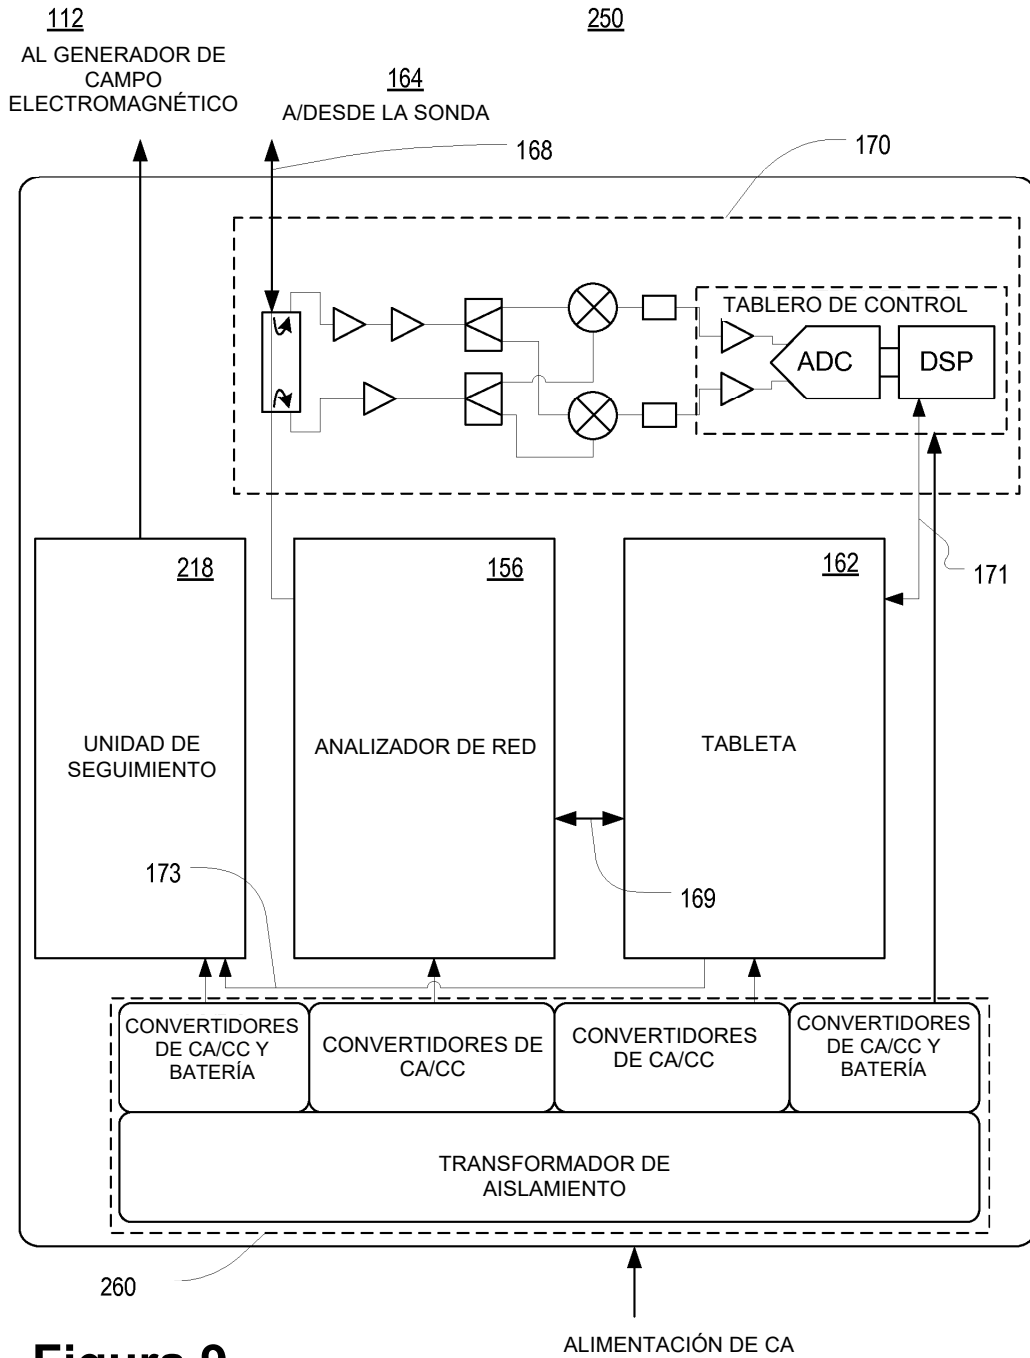 112
250
AL GENERADOR DE
CAMPO
ELECTROMAGNÉTICO
164
A/DESDE LA SONDA
168
170
TABLERO DE CONTROL
ADC
DSP
218
156
162
171
UNIDAD DE
SEGUIMIENTO
ANALIZADOR DE RED
TABLETA
173
169
CONVERTIDORES
DE CA/CC Y
BATERÍA
CONVERTIDORES DE
CA/CC
CONVERTIDORES
DE CA/CC
CONVERTIDORES
DE CA/CC Y
BATERÍA
TRANSFORMADOR DE
AISLAMIENTO
260
ALIMENTACIÓN DE CA
Figura 9